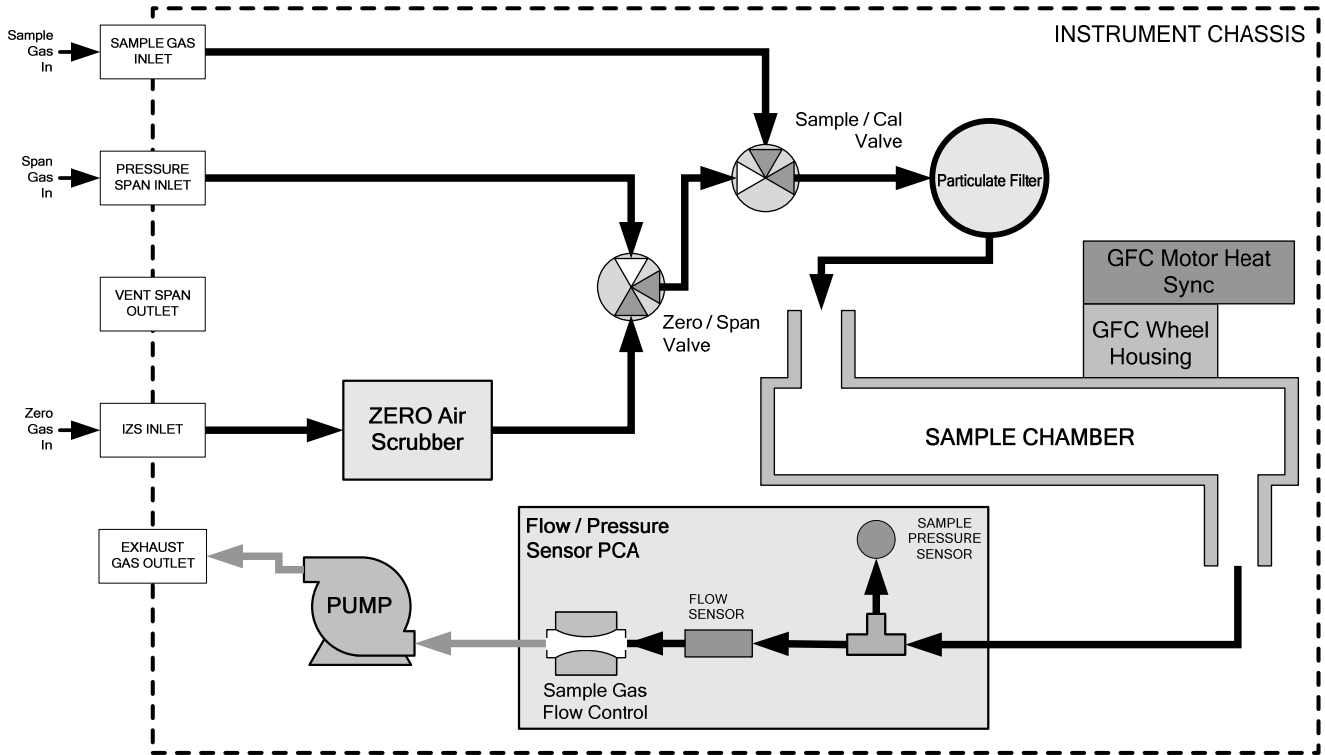 INSTRUMENT CHASSIS
Sample
Gas
In
SAMPLE GAS
INLET
Sample / Cal
Valve
Span
Gas
In
PRESSURE
SPAN INLET
Particulate Filter
GFC Motor Heat
Sync
VENT SPAN
OUTLET
Zero / Span
Valve
GFC Wheel
Housing
Zero
Gas
In
IZS INLET
ZERO Air
Scrubber
SAMPLE CHAMBER
EXHAUST
GAS OUTLET
Flow / Pressure
Sensor PCA
SAMPLE
PRESSURE
SENSOR
PUMP
FLOW
SENSOR
Sample Gas
Flow Control